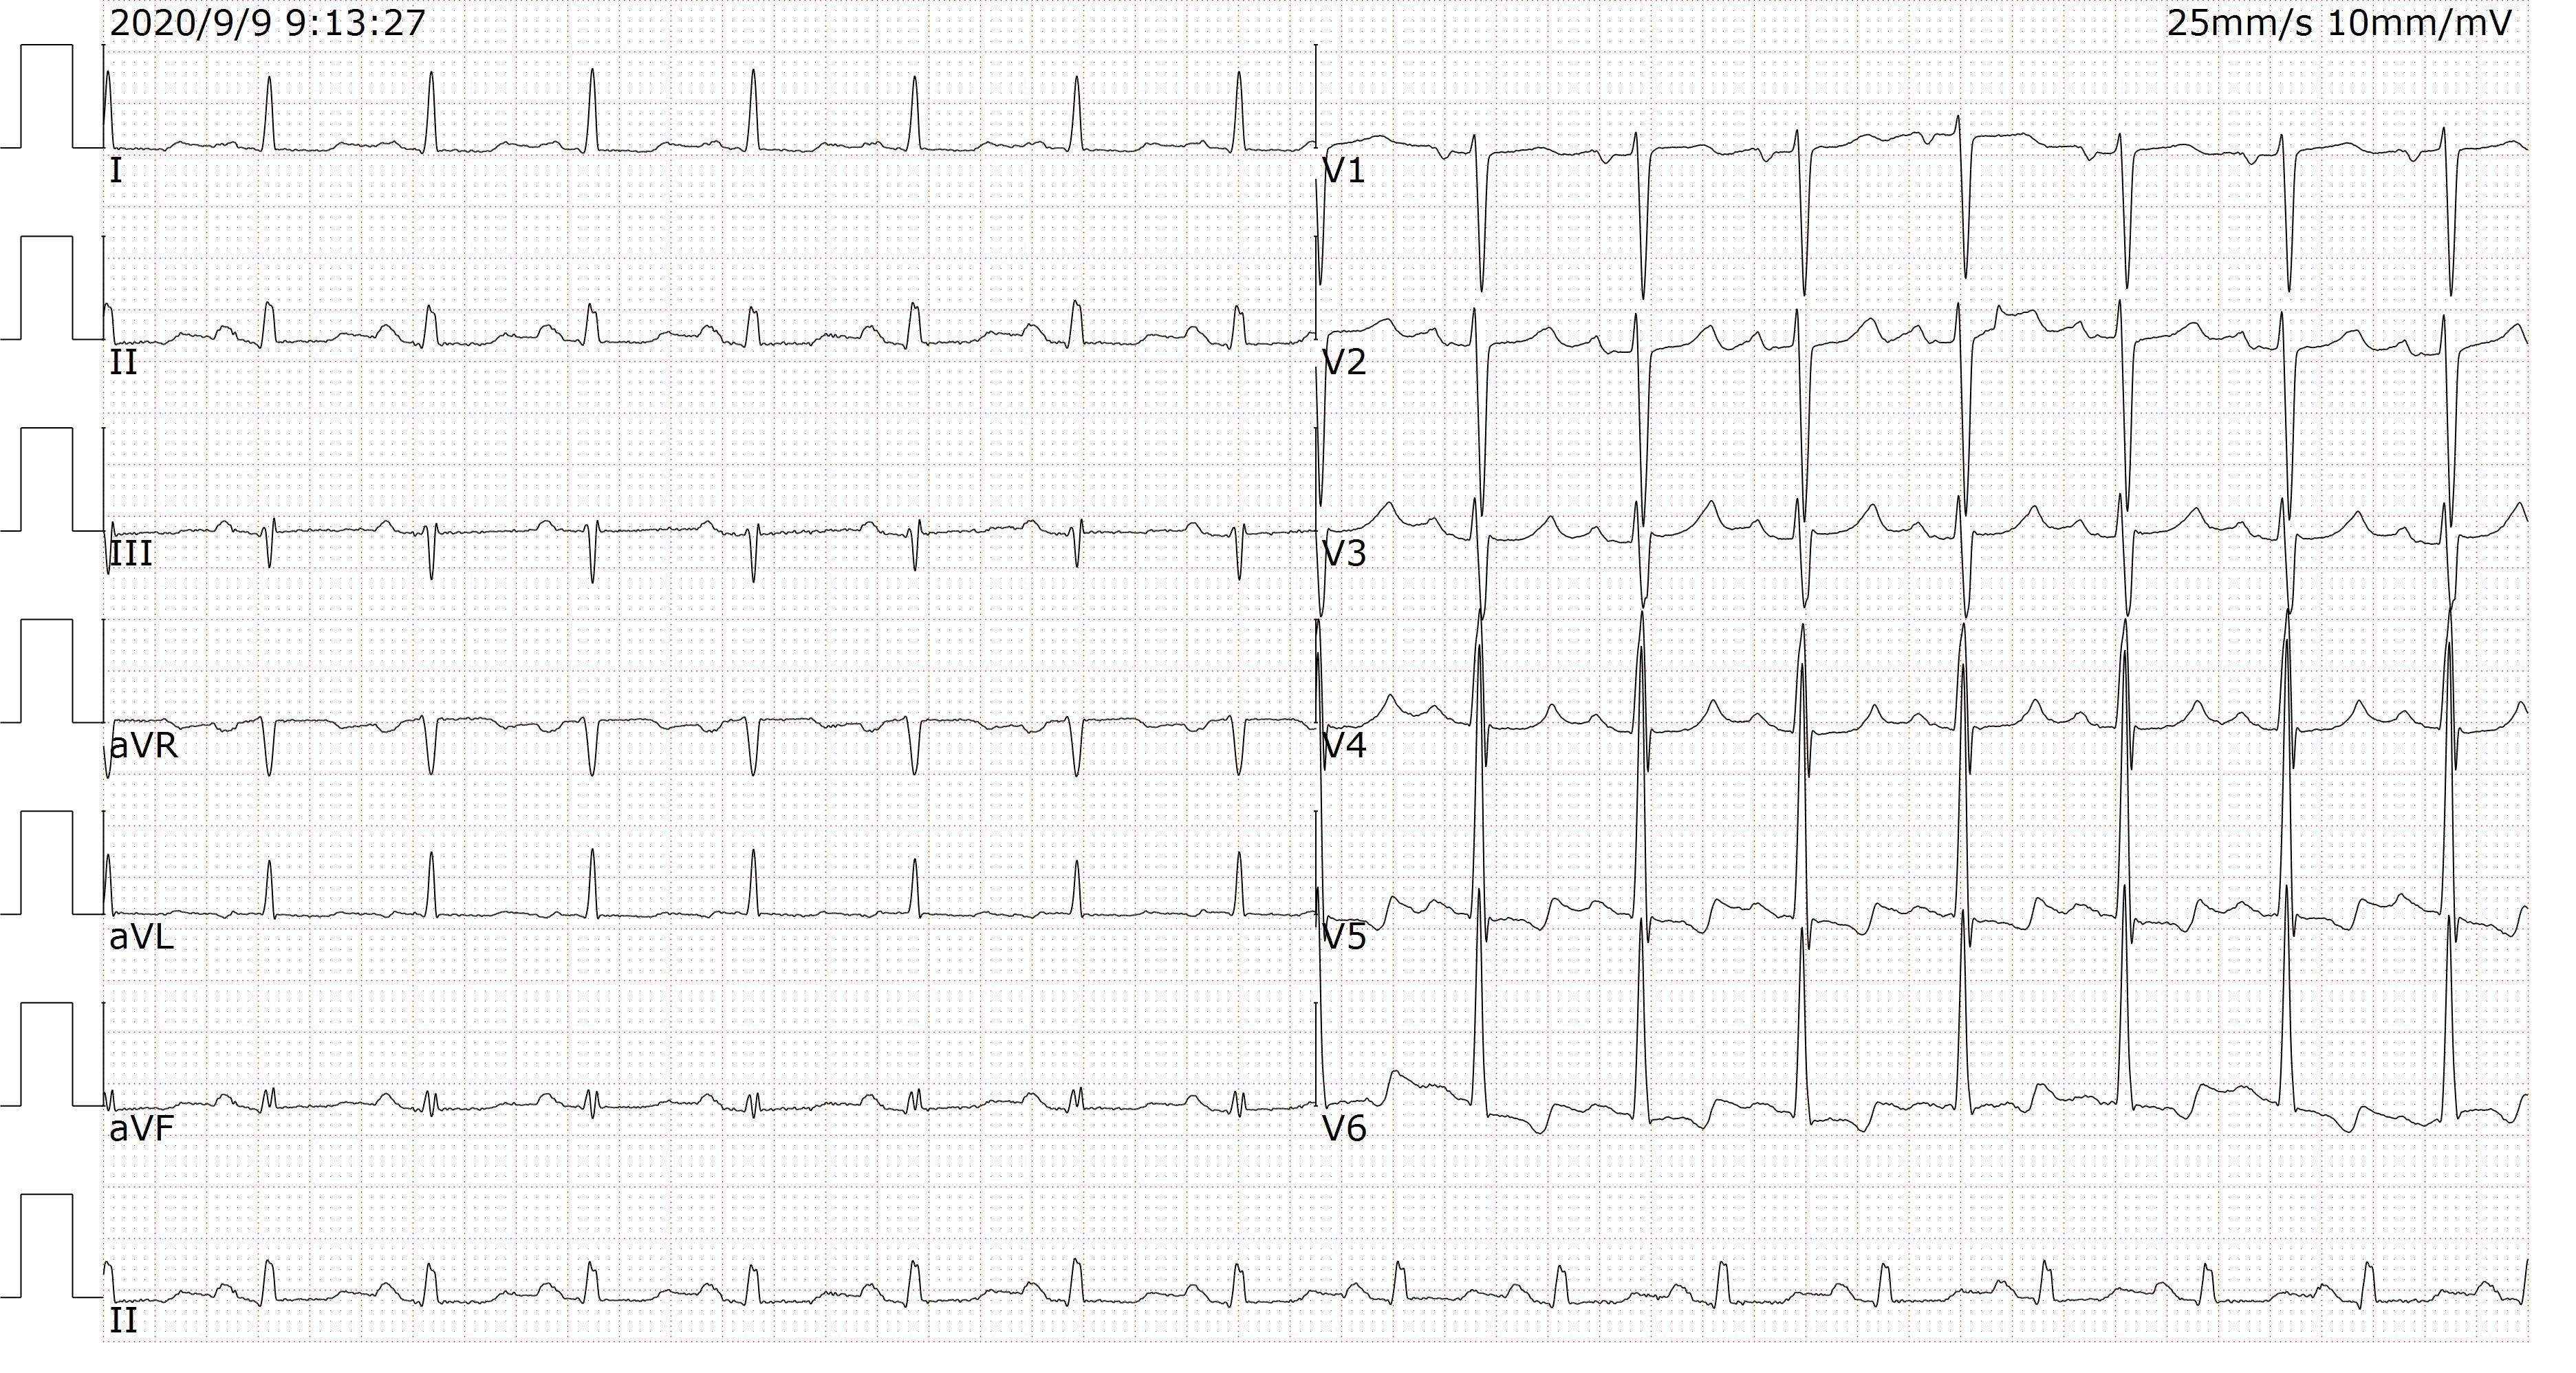 2020/9/9 9:13:27
25mm/s 10mm/mV
I
V1
II
V2
III
V3
aVR
V4
aVL
V5
aVF
V6
II